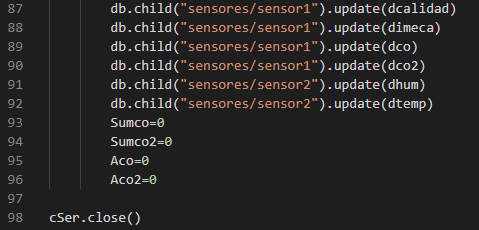 87 db.child("sensores/sensor1").update(dcalidad)
88 db.child("sensores/sensor1").update(dimeca)
89 db.child("sensores/sensor1").update(dco)
90 db.child("sensores/sensor1").update(dco2)
91 db.child("sensores/sensor2").update(dhum)
92 db.child("sensores/sensor2").update(dtemp)
93 Sumco=0
94 Sumco2=0
95 Aco=0
96 Aco2=0
97
98 cSer.close()